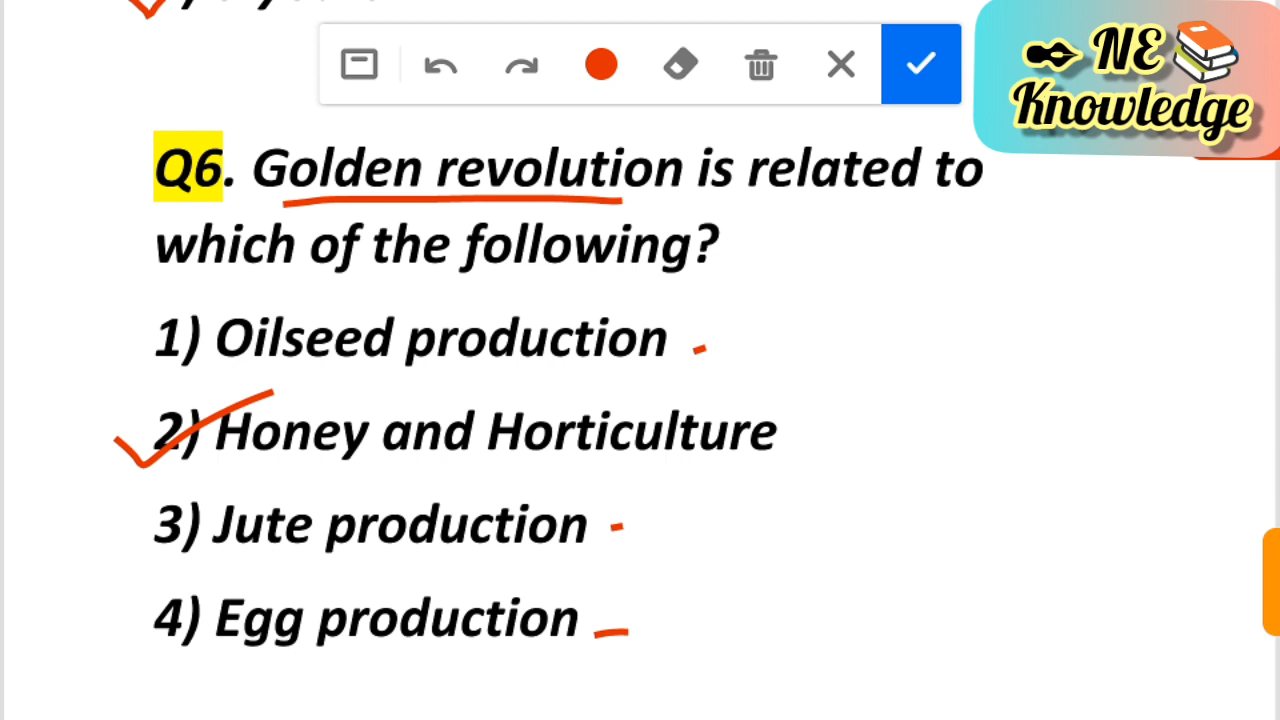 NE
Knowledge
Q6. Golden revolution is related to
which of the following?
1) Oilseed production
2) Honey and Horticulture
3) Jute production
4) Egg production